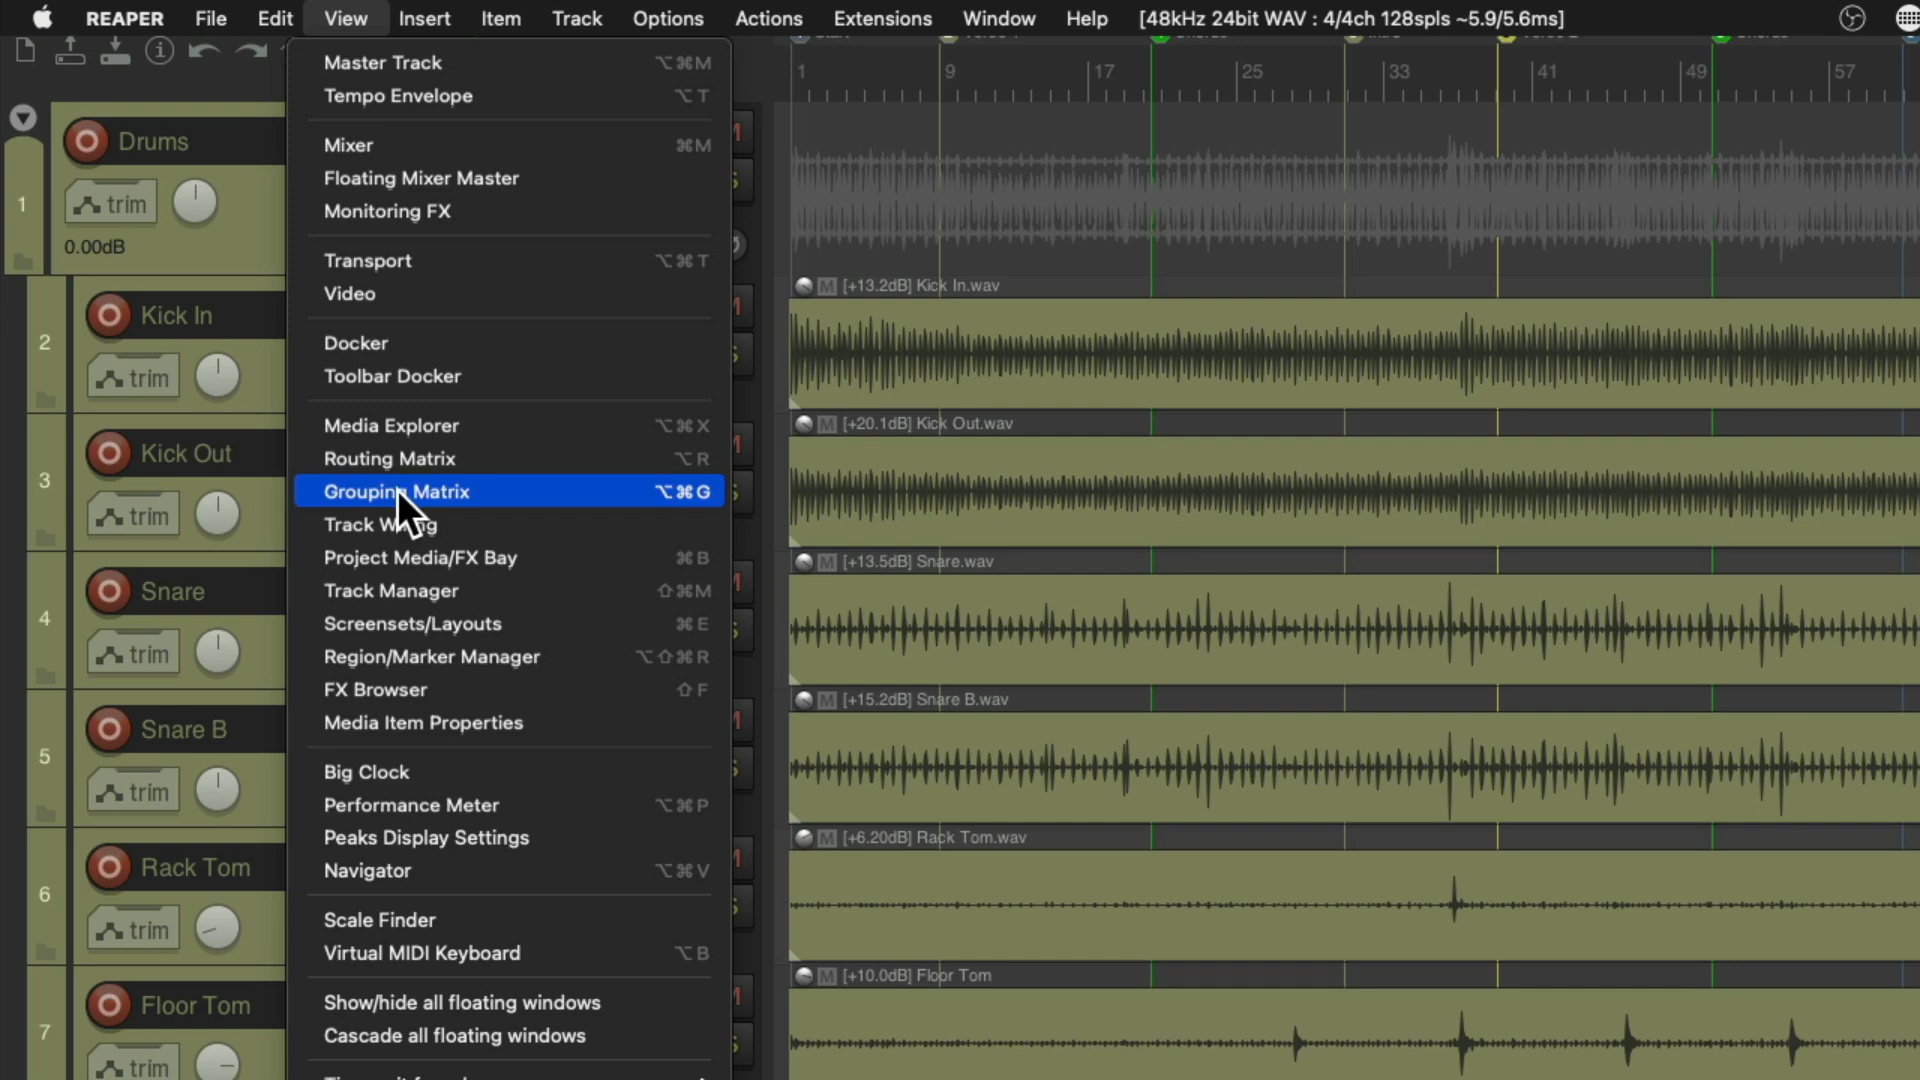 REAPER File Edit View Insert Item Track Options Actions Extensions Window Help [48kHz 24bit WAV : 4/4ch 128spls ~5.9/5.6ms]
1 9 17 25 33 41 49 57
Master Track ⌥⌘M
Tempo Envelope ⌥T
Mixer ⌘M
Floating Mixer Master
Monitoring FX
Transport ⌥⌘T
Video
Docker
Toolbar Docker
Media Explorer ⌥⌘X
Routing Matrix ⌥R
Grouping Matrix ⌥⌘G
Track
Project Media/FX Bay ⌘B
Track Manager ⇧⌘M
Screensets/Layouts ⌘E
Region/Marker Manager ⌥⇧⌘R
FX Browser ⇧F
Media Item Properties
Big Clock
Performance Meter ⌥⌘P
Peaks Display Settings
Navigator ⌥⌘V
Scale Finder
Virtual MIDI Keyboard ⌥B
Show/hide all floating windows
Cascade all floating windows
Drums
1
trim
0.00dB
Kick In
2
trim
Kick Out
3
trim
Snare
4
trim
Snare B
5
trim
Rack Tom
6
trim
Floor Tom
7
trim
M [+13.2dB] Kick In.wav
M [+20.1dB] Kick Out.wav
M [+13.5dB] Snare.wav
M [+15.2dB] Snare B.wav
M [+6.20dB] Rack Tom.wav
M [+10.0dB] Floor Tom